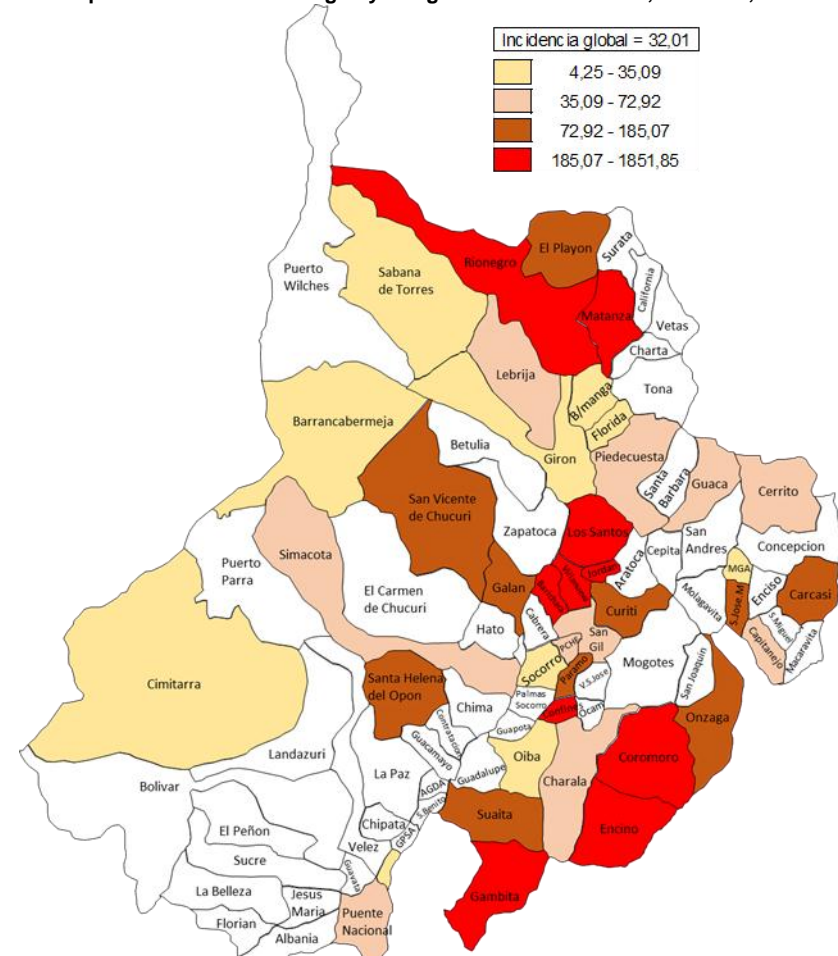 Incidencia global = 32,01
4,25 - 35,09
35,09 - 72,92
72,92 - 185,07
185,07 - 1851,85
El Playon
Surata
Rionegro
California
Puerto
Wilches
Sabana
de Torres
Matanza
Vetas
Charta
Lebrija
Tona
B/manga
Barrancabermeja
Florida
Betulia
Giron
Piedecuesta
Santa
Barbara
Guaca
Cerrito
San Vicente
de Chucuri
Zapatoca
Los Santos
Aratoca
Cepita
San
Andres
Concepcion
Simacota
Puerto
Parra
El Carmen
de Chucuri
Galan
Jordan
MGA
Enciso
Carcasi
Curiti
Molagavita
S.Jose.M
S.Miguel
Hato
Cabrera
PCHE
San
Gil
Capitanejo
Macaravita
Socorro
Paramo
V.S.Jose
Mogotes
San Joaquin
Cimitarra
Santa Helena
del Opon
Chima
Palmas
Socorro
Confines
Ocam
Onzaga
Contratacion
Guapota
Landazuri
Guacamayo
Guadalupe
Oiba
Charala
Coromoro
Bolivar
La Paz
AGDA
S.Benito
Suaita
Encino
El Peñon
Chipata
GPSA
Velez
Sucre
Guavata
La Belleza
Jesus
Maria
Gambita
Florian
Puente
Nacional
Albania